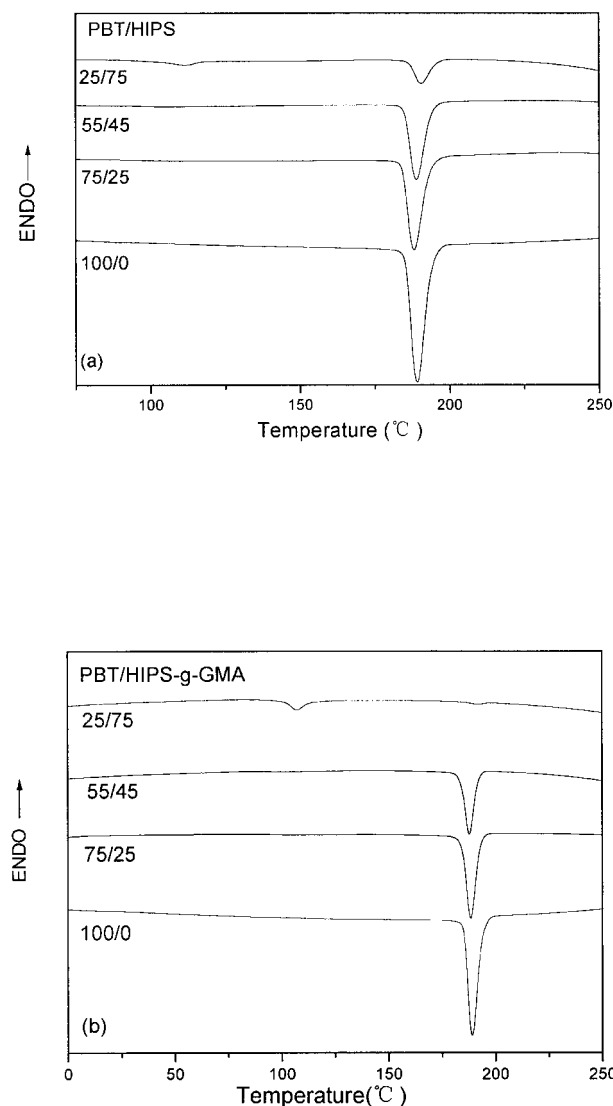 PBT/HIPS
25/75
55/45
75/25
100/0
(a)
ENDO
100 150 200 250
Temperature (℃)
PBT/HIPS-g-GMA
25/75
55/45
75/25
100/0
(b)
ENDO
0 50 100 150 200 250
Temperature(℃)